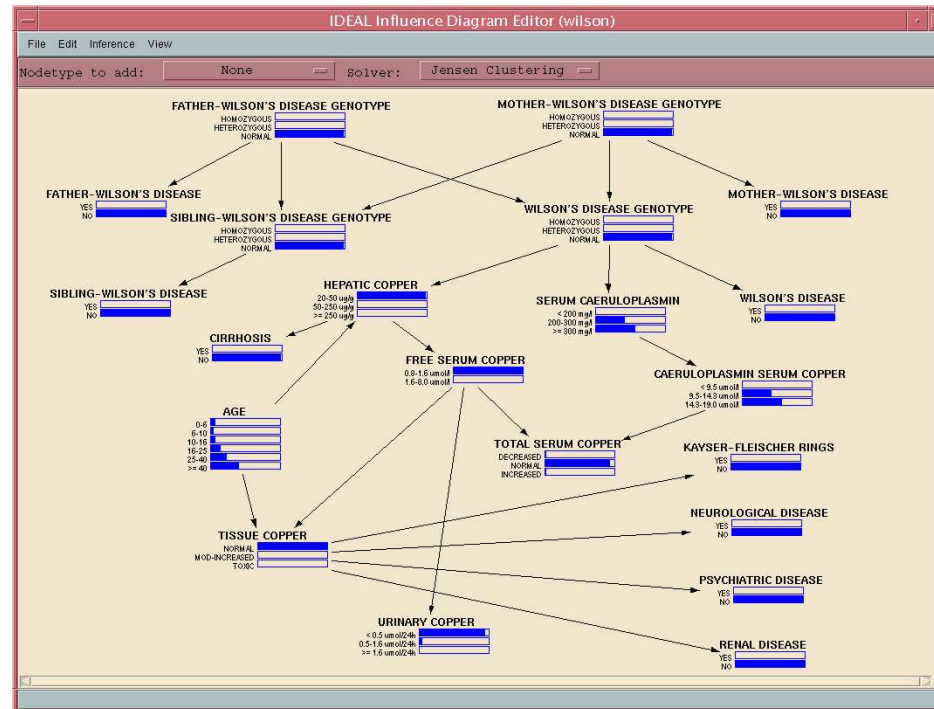 IDEAL Influence Diagram Editor (wilson)
File Edit Inference View
Nodetype to add: None Solver: Jensen Clustering
FATHER-WILSON'S DISEASE GENOTYPE
HOMOZYGOUS
HETEROZYGOUS
NORMAL
MOTHER-WILSON'S DISEASE GENOTYPE
HOMOZYGOUS
HETEROZYGOUS
NORMAL
FATHER-WILSON'S DISEASE
YES
NO
SIBLING-WILSON'S DISEASE GENOTYPE
HOMOZYGOUS
HETEROZYGOUS
NORMAL
WILSON'S DISEASE GENOTYPE
HOMOZYGOUS
HETEROZYGOUS
NORMAL
MOTHER-WILSON'S DISEASE
YES
NO
SIBLING-WILSON'S DISEASE
YES
NO
HEPATIC COPPER
20-50 ug/g
50-250 ug/g
>= 250 ug/g
SERUM CAERULOPLASMIN
< 200 mg/l
200-300 mg/l
>= 300 mg/l
WILSON'S DISEASE
YES
NO
CIRRHOSIS
YES
NO
FREE SERUM COPPER
0.8-1.6 umol/l
1.6-8.0 umol/l
CAERULOPLASMIN SERUM COPPER
< 9.5 umol/l
9.5-14.3 umol/l
14.3-19.0 umol/l
AGE
0-6
6-10
10-16
16-25
25-40
>= 40
TOTAL SERUM COPPER
DECREASED
NORMAL
INCREASED
KAYSER-FLEISCHER RINGS
YES
NO
NEUROLOGICAL DISEASE
YES
NO
TISSUE COPPER
NORMAL
MOD-INCREASED
TOXIC
PSYCHIATRIC DISEASE
YES
NO
URINARY COPPER
< 0.5 umol/24h
0.5-1.6 umol/24h
>= 1.6 umol/24h
RENAL DISEASE
YES
NO